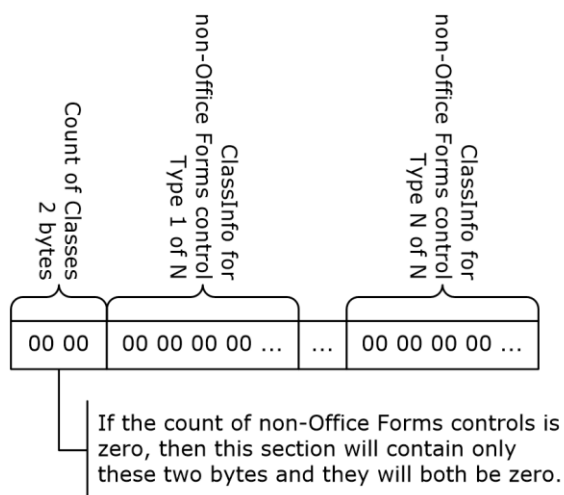 Count of Classes
2 bytes
ClassInfo for
non-Office Forms control
Type 1 of N
ClassInfo for
non-Office Forms control
Type N of N
00 00
00 00 00 00 ...
...
00 00 00 00 ...
If the count of non-Office Forms controls is
zero, then this section will contain only
these two bytes and they will both be zero.